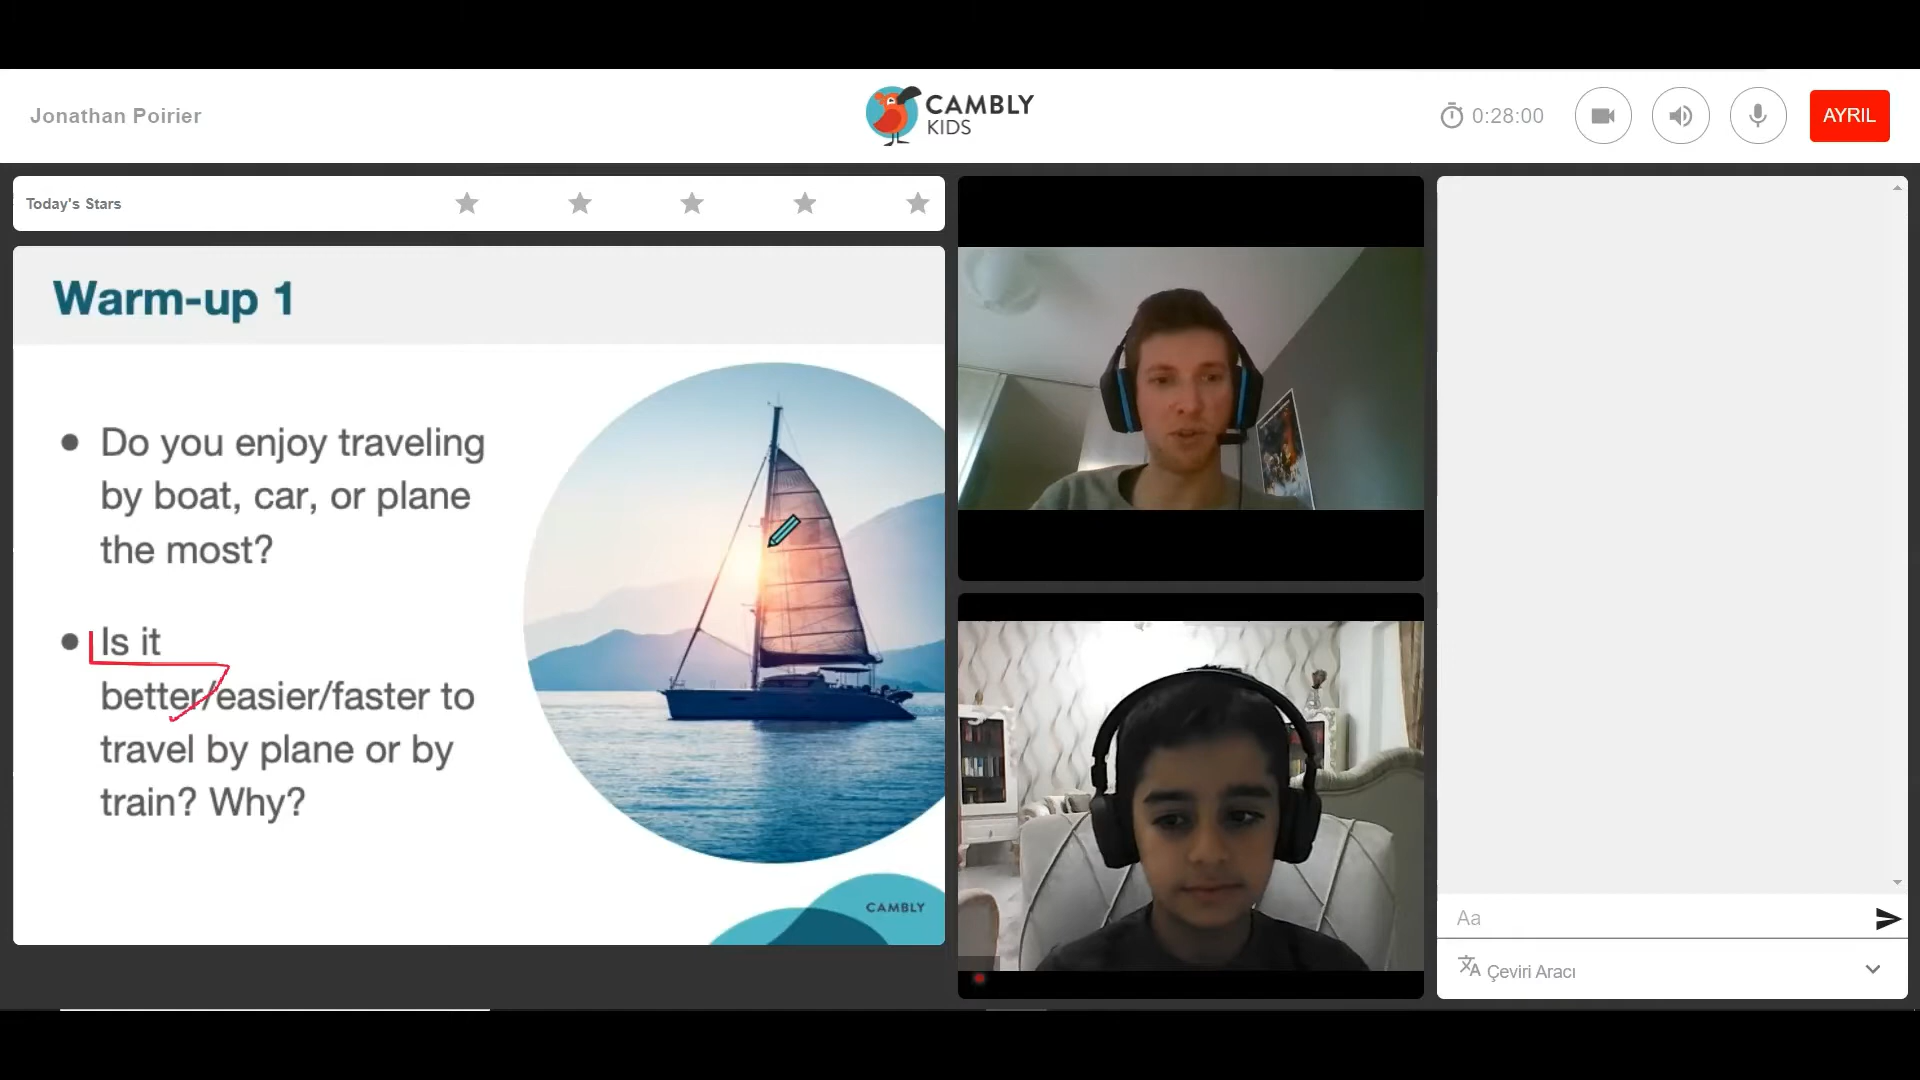 Jonathan Poirier
CAMBLY
KIDS
0:28:00
AYRIL
Today's Stars
Warm-up 1
• Do you enjoy traveling
by boat, car, or plane
the most?
• Is it
better/easier/faster to
travel by plane or by
train? Why?
CAMBLY
Aa
Çeviri Aracı